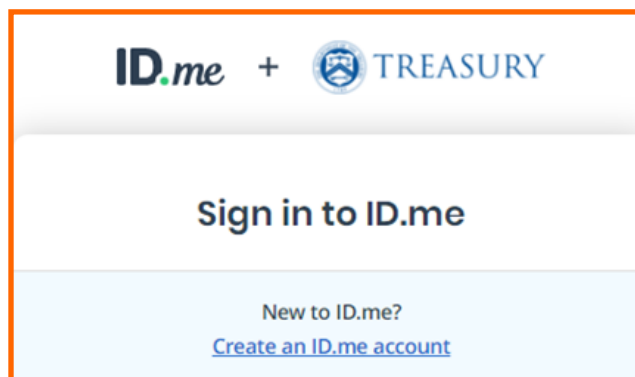 ID.me + TREASURY
Sign in to ID.me
New to ID.me?
Create an ID.me account